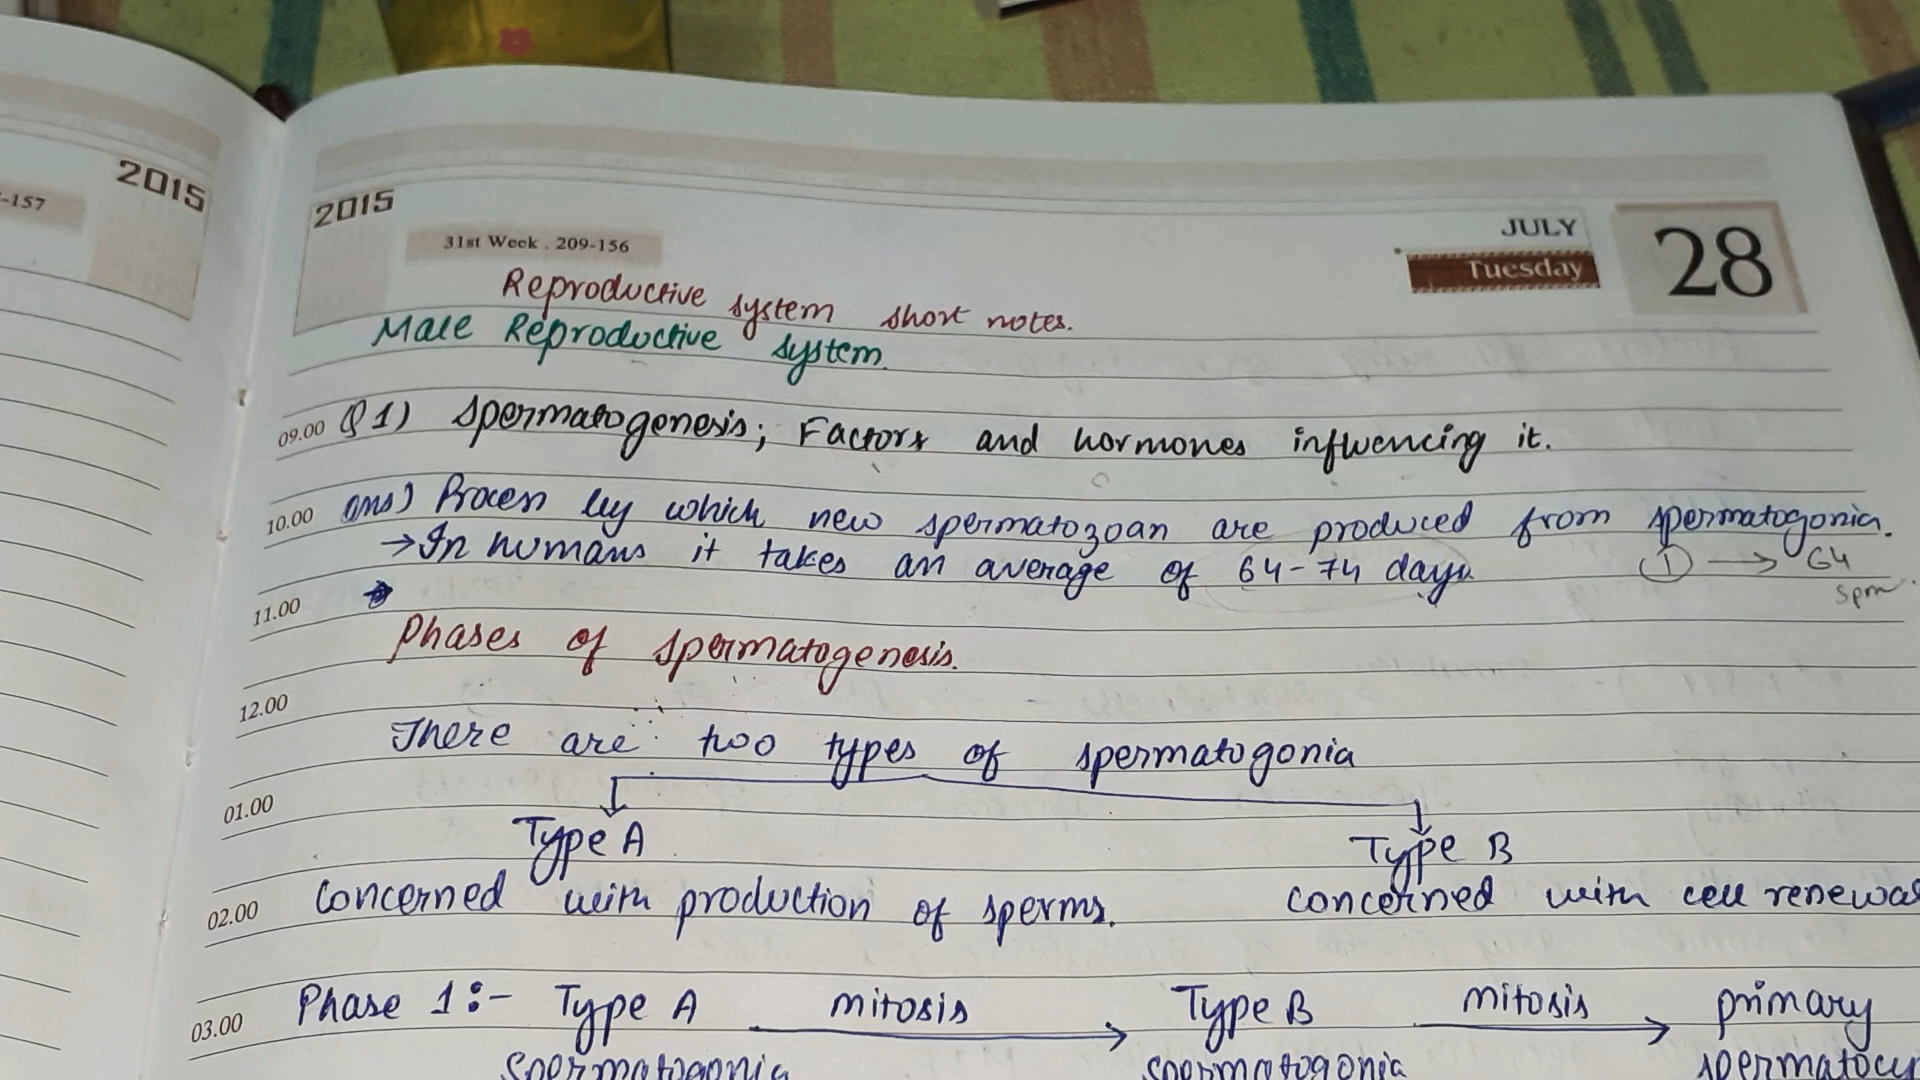 2015
-157
2015
31st Week . 209-156
JULY
Tuesday
28
Reproductive system short notes.
Male Reproductive system.
09.00 Q1) Spermatogenesis; Factors and hormones influencing it.
10.00 ans) Process by which new spermatozoan are produced from spermatogonia.
→ In humans it takes an average of 64-74 days.
1 → 64
11.00
Phases of spermatogenesis.
12.00
There are two types of spermatogonia
01.00
Type A Type B
02.00 Concerned with production of sperms. concerned with cell renewal
03.00 Phase 1:- Type A mitosis → Type B mitosis → primary
spermatogonia spermatogonia spermatocy